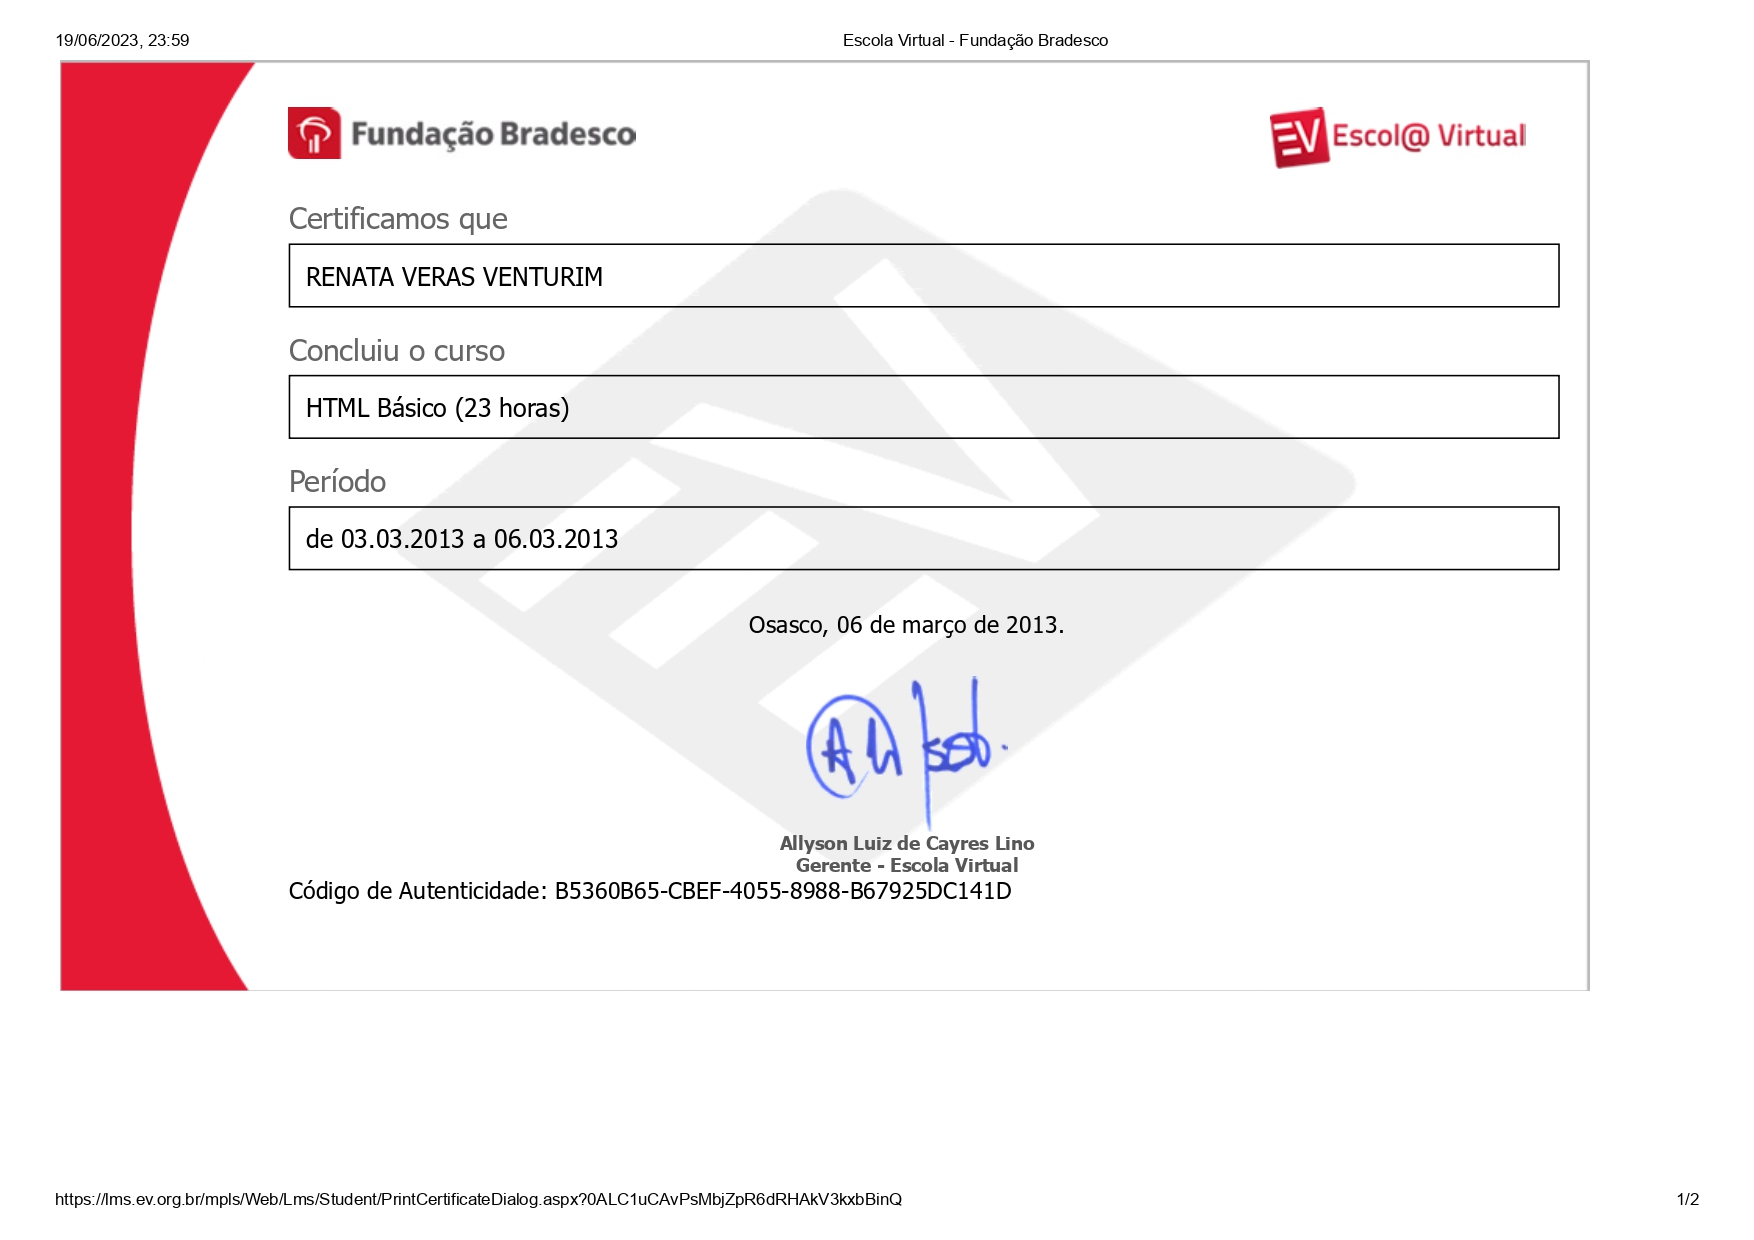 19/06/2023, 23:59
Escola Virtual - Fundação Bradesco
Fundação Bradesco
EV Escol@ Virtual
Certificamos que
RENATA VERAS VENTURIM
Concluiu o curso
HTML Básico (23 horas)
Período
de 03.03.2013 a 06.03.2013
Osasco, 06 de março de 2013.
Allyson Luiz de Cayres Lino
Gerente - Escola Virtual
Código de Autenticidade: B5360B65-CBEF-4055-8988-B67925DC141D
https://lms.ev.org.br/mpls/Web/Lms/Student/PrintCertificateDialog.aspx?0ALC1uCAvPsMbjZpR6dRHAkV3kxbBinQ
1/2